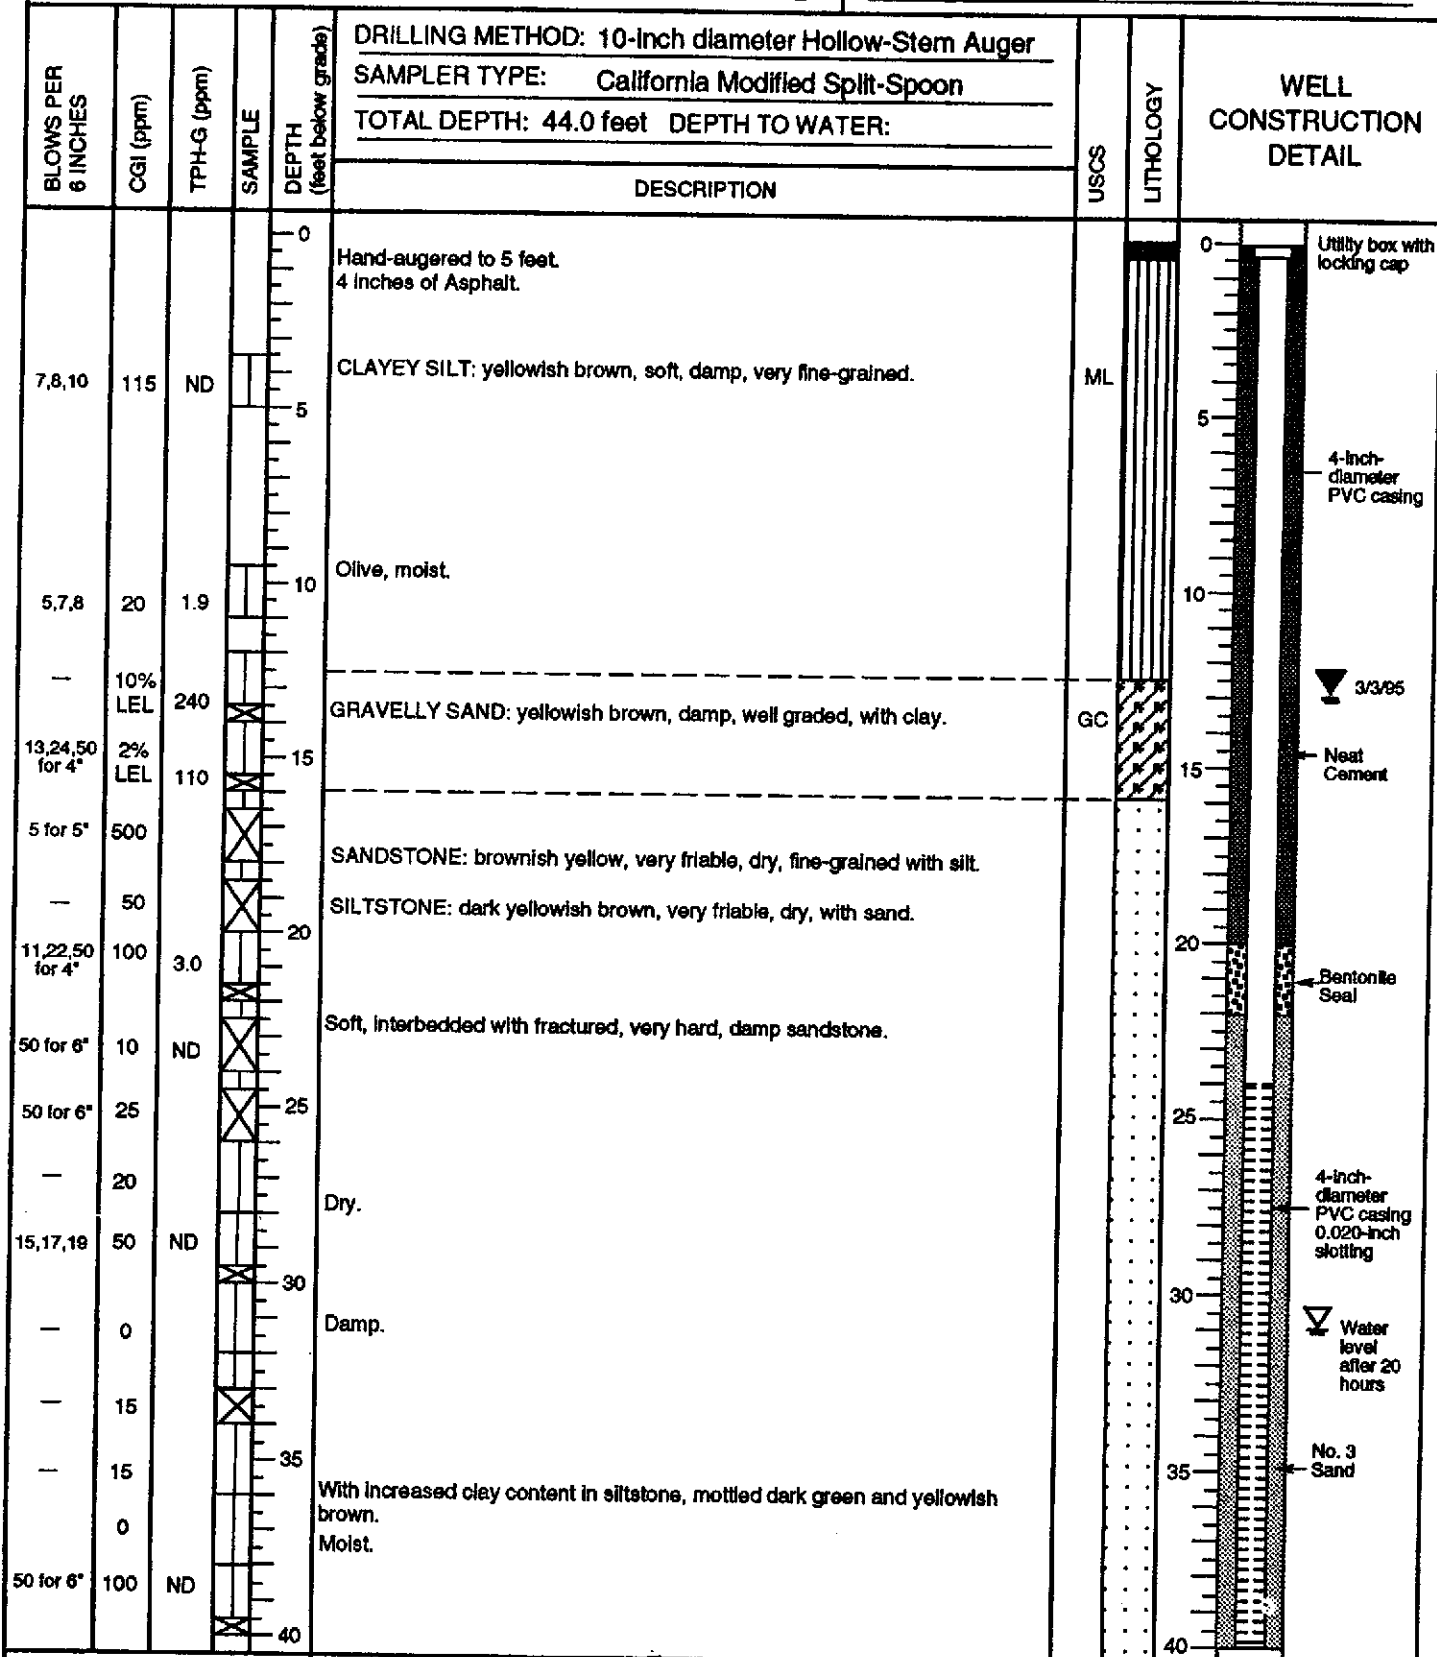 DRILLING METHOD: 10-inch diameter Hollow-Stem Auger
SAMPLER TYPE: California Modified Split-Spoon
TOTAL DEPTH: 44.0 feet DEPTH TO WATER:
BLOWS PER
6 INCHES
CGI (ppm)
TPH-G (ppm)
SAMPLE
DEPTH
(feet below grade)
DESCRIPTION
USCS
LITHOLOGY
WELL
CONSTRUCTION
DETAIL
0
Hand-augered to 5 feet.
4 inches of Asphalt.
0
Utility box with
locking cap
7,8,10 115 ND
CLAYEY SILT: yellowish brown, soft, damp, very fine-grained.
ML
5
5
4-inch-
diameter
PVC casing
5,7,8 20 1.9
10
Olive, moist.
10
— 10%
LEL 240
3/3/95
GRAVELLY SAND: yellowish brown, damp, well graded, with clay.
GC
13,24,50
for 4"
2%
LEL 110
15
15
Neat
Cement
5 for 5" 500
SANDSTONE: brownish yellow, very friable, dry, fine-grained with silt.
— 50
SILTSTONE: dark yellowish brown, very friable, dry, with sand.
20
20
11,22,50
for 4"
100 3.0
Bentonite
Seal
Soft, interbedded with fractured, very hard, damp sandstone.
50 for 6" 10 ND
50 for 6" 25
25
25
— 20
Dry.
4-inch-
diameter
PVC casing
0.020-inch
slotting
15,17,19 50 ND
30
30
— 0
Damp.
Water
level
after 20
hours
— 15
— 15
35
35
No. 3
Sand
With increased clay content in siltstone, mottled dark green and yellowish
brown.
0
Moist.
50 for 6" 100 ND
40
40